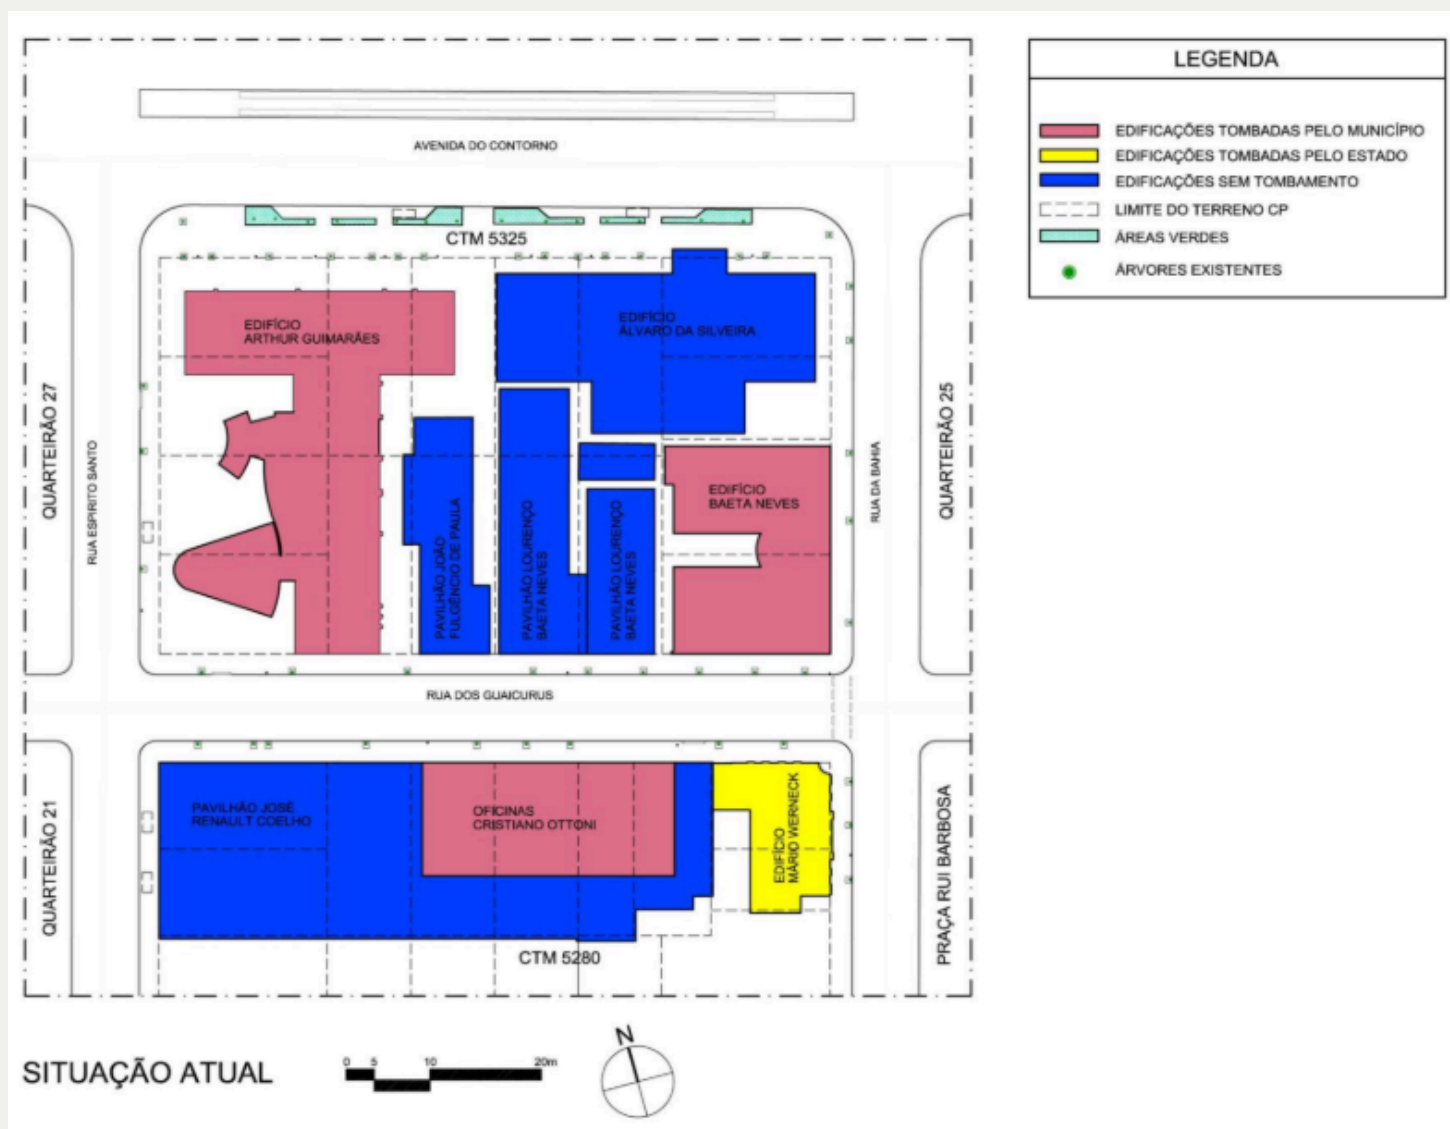 LEGENDA
EDIFICAÇÕES TOMBADAS PELO MUNICÍPIO
EDIFICAÇÕES TOMBADAS PELO ESTADO
EDIFICAÇÕES SEM TOMBAMENTO
LIMITE DO TERRENO CP
ÁREAS VERDES
ÁRVORES EXISTENTES
AVENIDA DO CONTORNO
CTM 5325
EDIFÍCIO
ARTHUR GUIMARÃES
EDIFÍCIO
ÁLVARO DA SILVEIRA
QUARTEIRÃO 27
RUA ESPIRITO SANTO
PAVILHÃO JOÃO
FULGÊNCIO DE PAULA
PAVILHÃO LOURENÇO
BAETA NEVES
PAVILHÃO LOURENÇO
BAETA NEVES
EDIFÍCIO
BAETA NEVES
RUA DA BAHIA
QUARTEIRÃO 25
RUA DOS GUAICURUS
QUARTEIRÃO 21
PAVILHÃO JOSÉ
RENAULT COELHO
OFICINAS
CRISTIANO OTTONI
EDIFÍCIO
MÁRIO WERNECK
PRAÇA RUI BARBOSA
CTM 5280
SITUAÇÃO ATUAL
0 5 10 20m
N